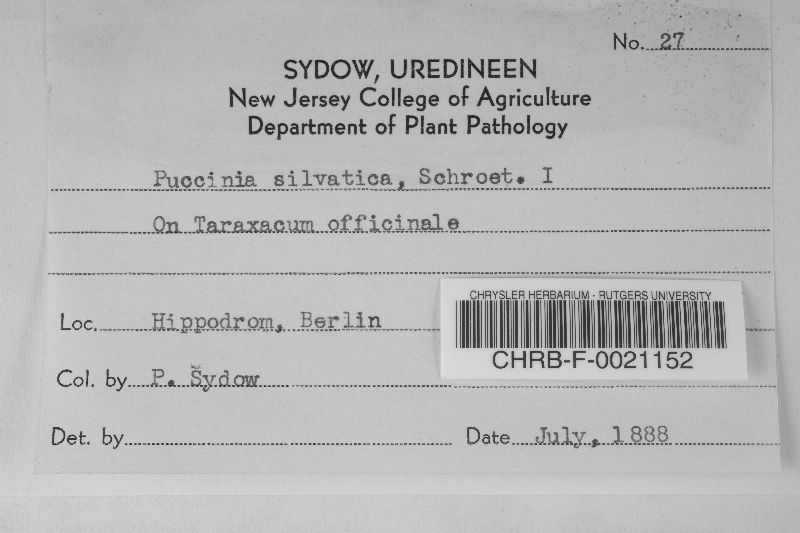 No. 27
SYDOW, UREDINEEN
New Jersey College of Agriculture
Department of Plant Pathology
Puccinia silvatica, Schroet. I
On Taraxacum officinale
Loc. Hippodrom, Berlin
CHRYSLER HERBARIUM - RUTGERS UNIVERSITY
CHRB-F-0021152
Col. by P. Sydow
Det. by
Date July, 1888